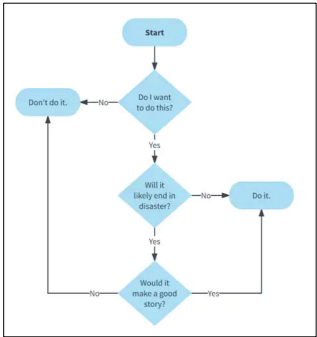 Start
Do I want
to do this?
No
Don't do it.
Yes
Will it
likely end in
disaster?
No
Do it.
Yes
Would it
make a good
story?
No
Yes